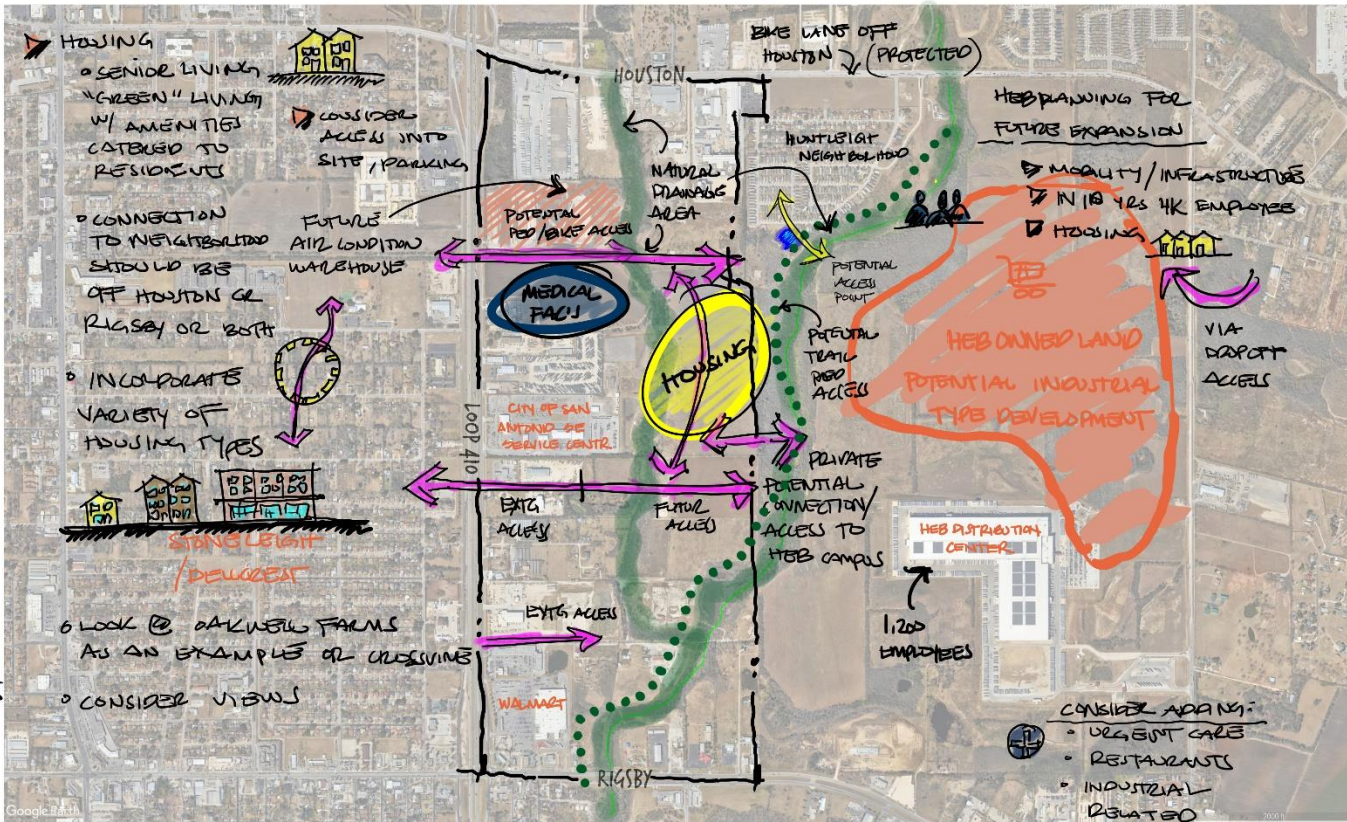 HOUSING
SENIOR LIVING
"GREEN" LIVING
W/ AMENITIES
CATERED TO
RESIDENTS
CONSIDER
ACCESS INTO
SITE/PARKING
CONNECTION
TO NEIGHBORHOOD
SHOULD BE
OFF HOUSTON OR
RIGSBY OR BOTH
INCORPORATE
VARIETY OF
HOUSING TYPES
STONELEIGH
/DELLCREST
LOOK @ OAKWELL FARMS
AS AN EXAMPLE OR CROSSVINE
CONSIDER VIEWS
FUTURE
AIR CONDITION
WAREHOUSE
HOUSTON
NATURAL
DRAINAGE
AREA
POTENTIAL
PED/BIKE ACCESS
MEDICAL
FAC'S
HOUSING
LOOP 410
CITY OF SAN
ANTONIO SE
SERVICE CENTR.
EXTG
ACCESS
FUTUR
ACCESS
EXTG ACCESS
WALMART
RIGSBY
BIKE LANE OFF
HOUSTON (PROTECTED)
HUNTLEIGH
NEIGHBORHOOD
POTENTIAL
ACCESS
POINT
POTENTIAL
TRAIL
PED
ACCESS
PRIVATE
POTENTIAL
CONNECTION/
ACCESS TO
HEB CAMPUS
HEB PLANNING FOR
FUTURE EXPANSION
MOBILITY/INFRASTRUCTURE
IN 10 YRS 4K EMPLOYEE
HOUSING
HEB OWNED LAND
POTENTIAL INDUSTRIAL
TYPE DEVELOPMENT
VIA
DROPOFF
ACCESS
HEB DISTRIBUTION
CENTER
1,200
EMPLOYEES
CONSIDER ADDING:
URGENT CARE
RESTAURANTS
INDUSTRIAL
RELATED
Google Earth